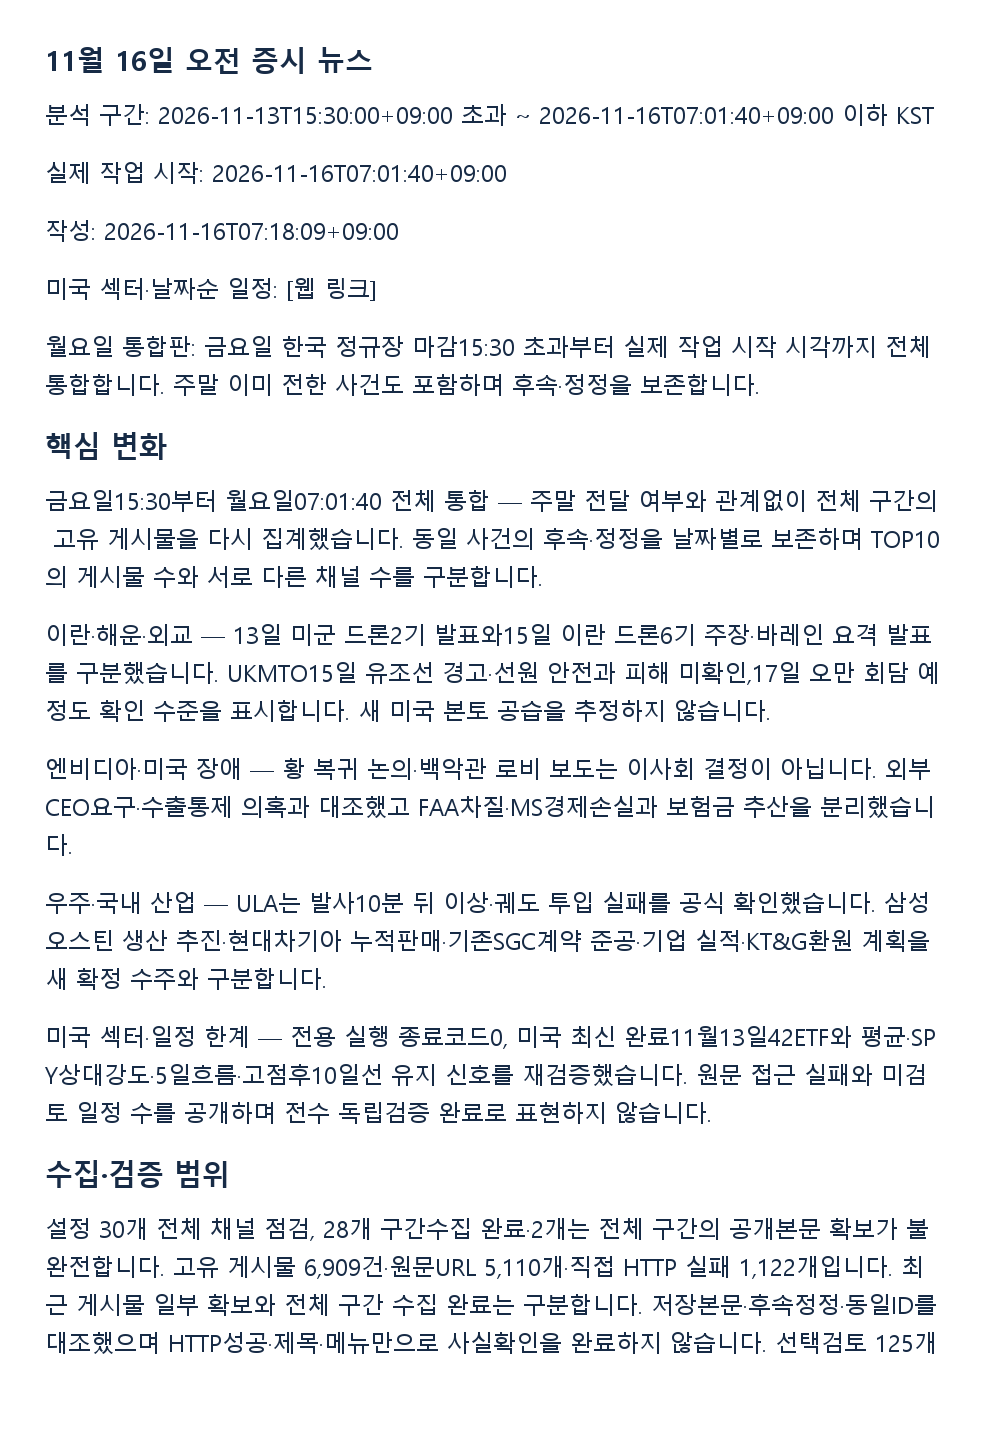 11월 16일 오전 증시 뉴스
분석 구간: 2026-11-13T15:30:00+09:00 초과 ~ 2026-11-16T07:01:40+09:00 이하 KST
실제 작업 시작: 2026-11-16T07:01:40+09:00
작성: 2026-11-16T07:18:09+09:00
미국 섹터·날짜순 일정: [웹 링크]
월요일 통합판: 금요일 한국 정규장 마감15:30 초과부터 실제 작업 시작 시각까지 전체
통합합니다. 주말 이미 전한 사건도 포함하며 후속·정정을 보존합니다.
핵심 변화
금요일15:30부터 월요일07:01:40 전체 통합 — 주말 전달 여부와 관계없이 전체 구간의
고유 게시물을 다시 집계했습니다. 동일 사건의 후속·정정을 날짜별로 보존하며 TOP10
의 게시물 수와 서로 다른 채널 수를 구분합니다.
이란·해운·외교 — 13일 미군 드론2기 발표와15일 이란 드론6기 주장·바레인 요격 발표
를 구분했습니다. UKMTO15일 유조선 경고·선원 안전과 피해 미확인,17일 오만 회담 예
정도 확인 수준을 표시합니다. 새 미국 본토 공습을 추정하지 않습니다.
엔비디아·미국 장애 — 황 복귀 논의·백악관 로비 보도는 이사회 결정이 아닙니다. 외부
CEO요구·수출통제 의혹과 대조했고 FAA차질·MS경제손실과 보험금 추산을 분리했습니
다.
우주·국내 산업 — ULA는 발사10분 뒤 이상·궤도 투입 실패를 공식 확인했습니다. 삼성
오스틴 생산 추진·현대차기아 누적판매·기존SGC계약 준공·기업 실적·KT&G환원 계획을
새 확정 수주와 구분합니다.
미국 섹터·일정 한계 — 전용 실행 종료코드0, 미국 최신 완료11월13일42ETF와 평균·SP
Y상대강도·5일흐름·고점후10일선 유지 신호를 재검증했습니다. 원문 접근 실패와 미검
토 일정 수를 공개하며 전수 독립검증 완료로 표현하지 않습니다.
수집·검증 범위
설정 30개 전체 채널 점검, 28개 구간수집 완료·2개는 전체 구간의 공개본문 확보가 불
완전합니다. 고유 게시물 6,909건·원문URL 5,110개·직접 HTTP 실패 1,122개입니다. 최
근 게시물 일부 확보와 전체 구간 수집 완료는 구분합니다. 저장본문·후속정정·동일ID를
대조했으며 HTTP성공·제목·메뉴만으로 사실확인을 완료하지 않습니다. 선택검토 125개